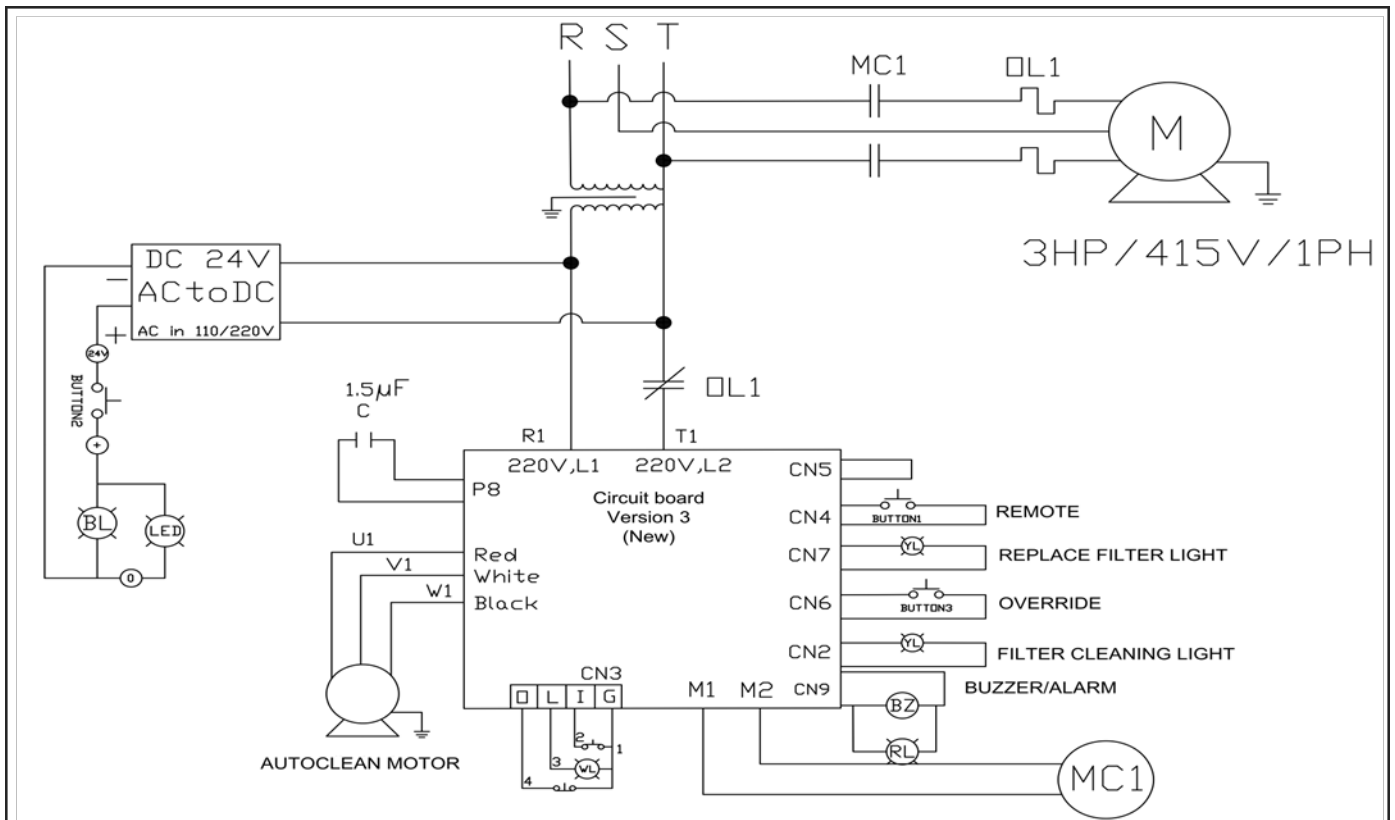 R S T
MC1 OL1
M
3HP/415V/1PH
DC 24V
−
ACtoDC
AC in 110/220V
+
24V
BUTTON2
+
BL LED
0
OL1
1.5µF
C
R1 T1
220V,L1 220V,L2
P8
Circuit board
Version 3
(New)
U1
V1
W1
Red
White
Black
AUTOCLEAN MOTOR
CN5
CN4
BUTTON1
REMOTE
CN7
YL
REPLACE FILTER LIGHT
CN6
BUTTON3
OVERRIDE
CN2
YL
FILTER CLEANING LIGHT
CN9
BUZZER/ALARM
BZ
RL
CN3
O L I G
2 1
3 WL
4
M1 M2
MC1